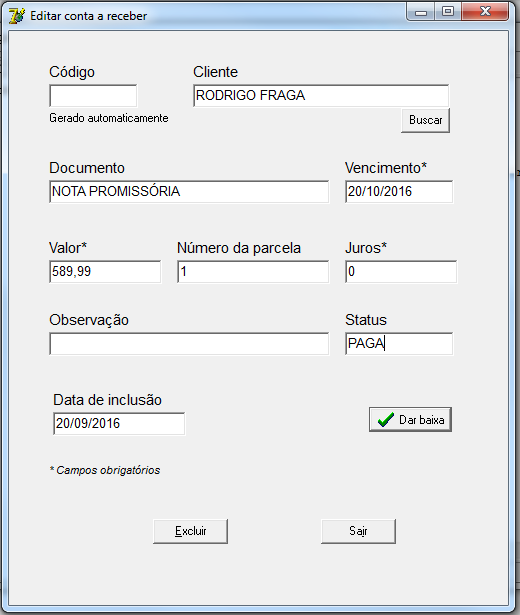 Editar conta a receber
Código
Cliente
RODRIGO FRAGA
Gerado automaticamente
Buscar
Documento
Vencimento*
NOTA PROMISSÓRIA
20/10/2016
Valor*
Número da parcela
Juros*
589,99
1
0
Observação
Status
PAGA
Data de inclusão
20/09/2016
Dar baixa
* Campos obrigatórios
Excluir
Sair